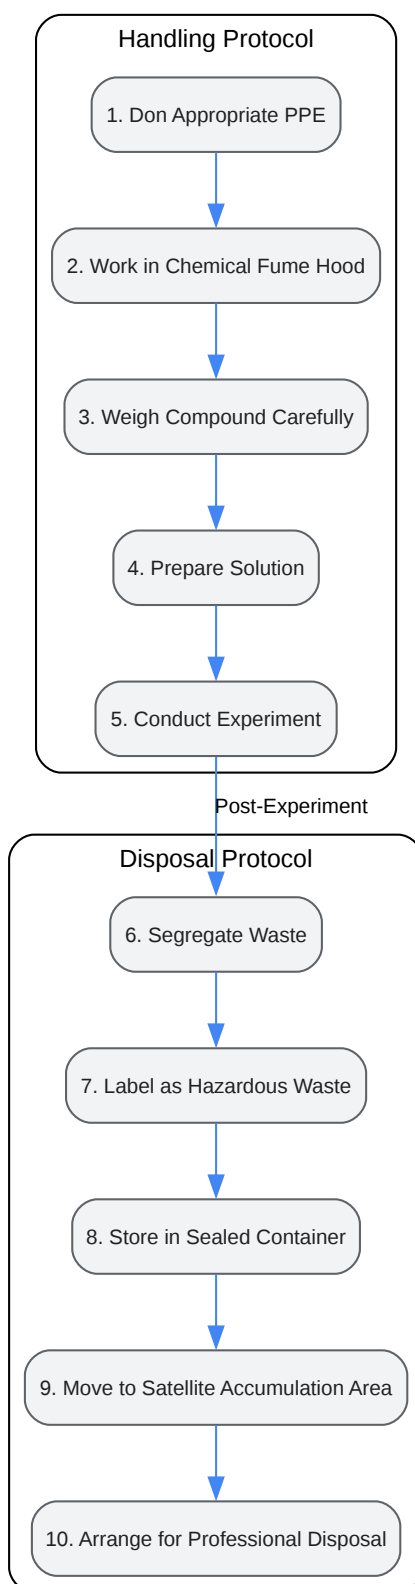 Handling Protocol
1. Don Appropriate PPE
2. Work in Chemical Fume Hood
3. Weigh Compound Carefully
4. Prepare Solution
5. Conduct Experiment
Post-Experiment
Disposal Protocol
6. Segregate Waste
7. Label as Hazardous Waste
8. Store in Sealed Container
9. Move to Satellite Accumulation Area
10. Arrange for Professional Disposal